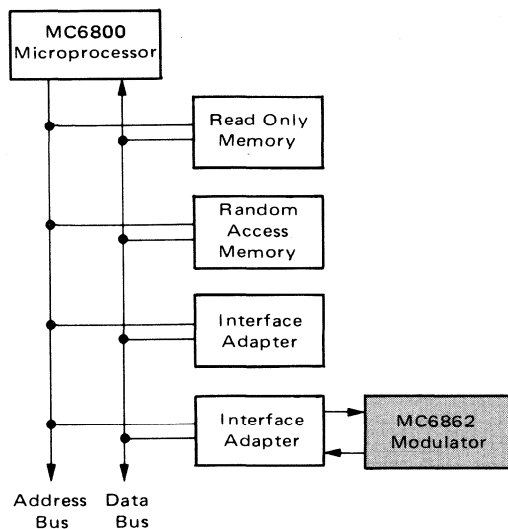 MC6800
Microprocessor
Read Only
Memory
Random
Access
Memory
Interface
Adapter
Interface
Adapter
MC6862
Modulator
Address
Bus
Data
Bus